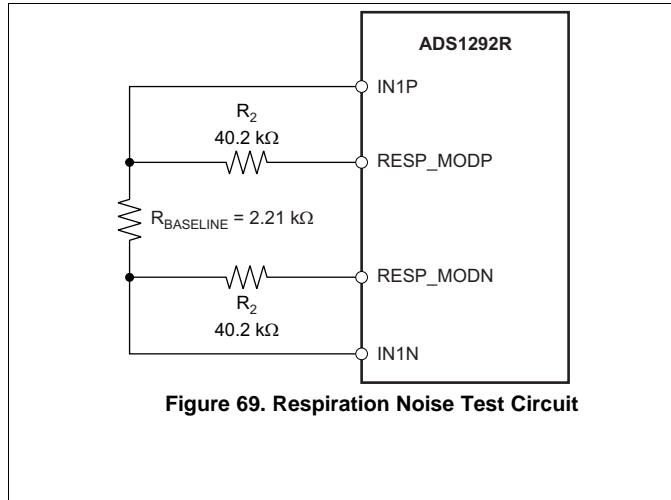 ADS1292R
IN1P
R2
40.2 kΩ
RESP_MODP
RBASELINE = 2.21 kΩ
RESP_MODN
R2
40.2 kΩ
IN1N
Figure 69. Respiration Noise Test Circuit